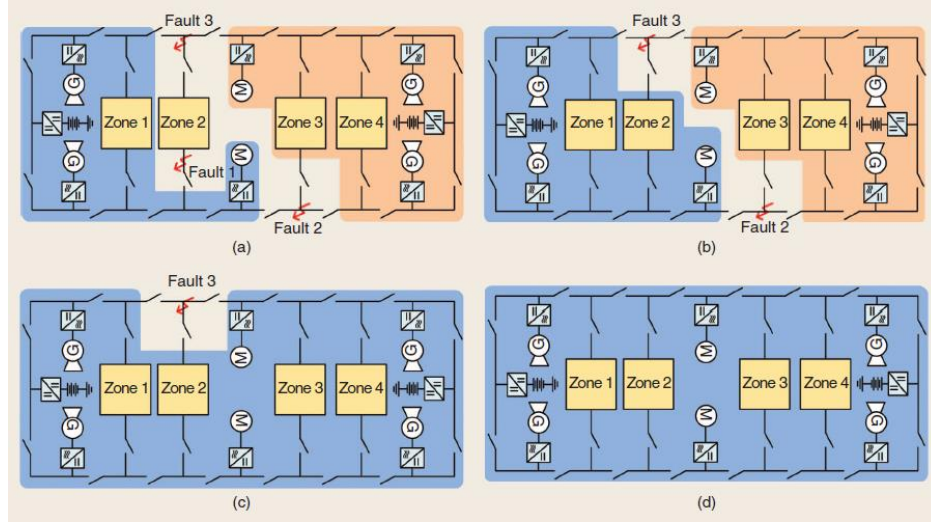 Fault 3
G
M
G
Zone 1
Zone 2
Zone 3
Zone 4
G
M
G
Fault 1
Fault 2
(a)
Fault 3
G
M
G
Zone 1
Zone 2
Zone 3
Zone 4
G
M
G
Fault 2
(b)
Fault 3
G
M
G
Zone 1
Zone 2
Zone 3
Zone 4
G
M
G
(c)
G
M
G
Zone 1
Zone 2
Zone 3
Zone 4
G
M
G
(d)